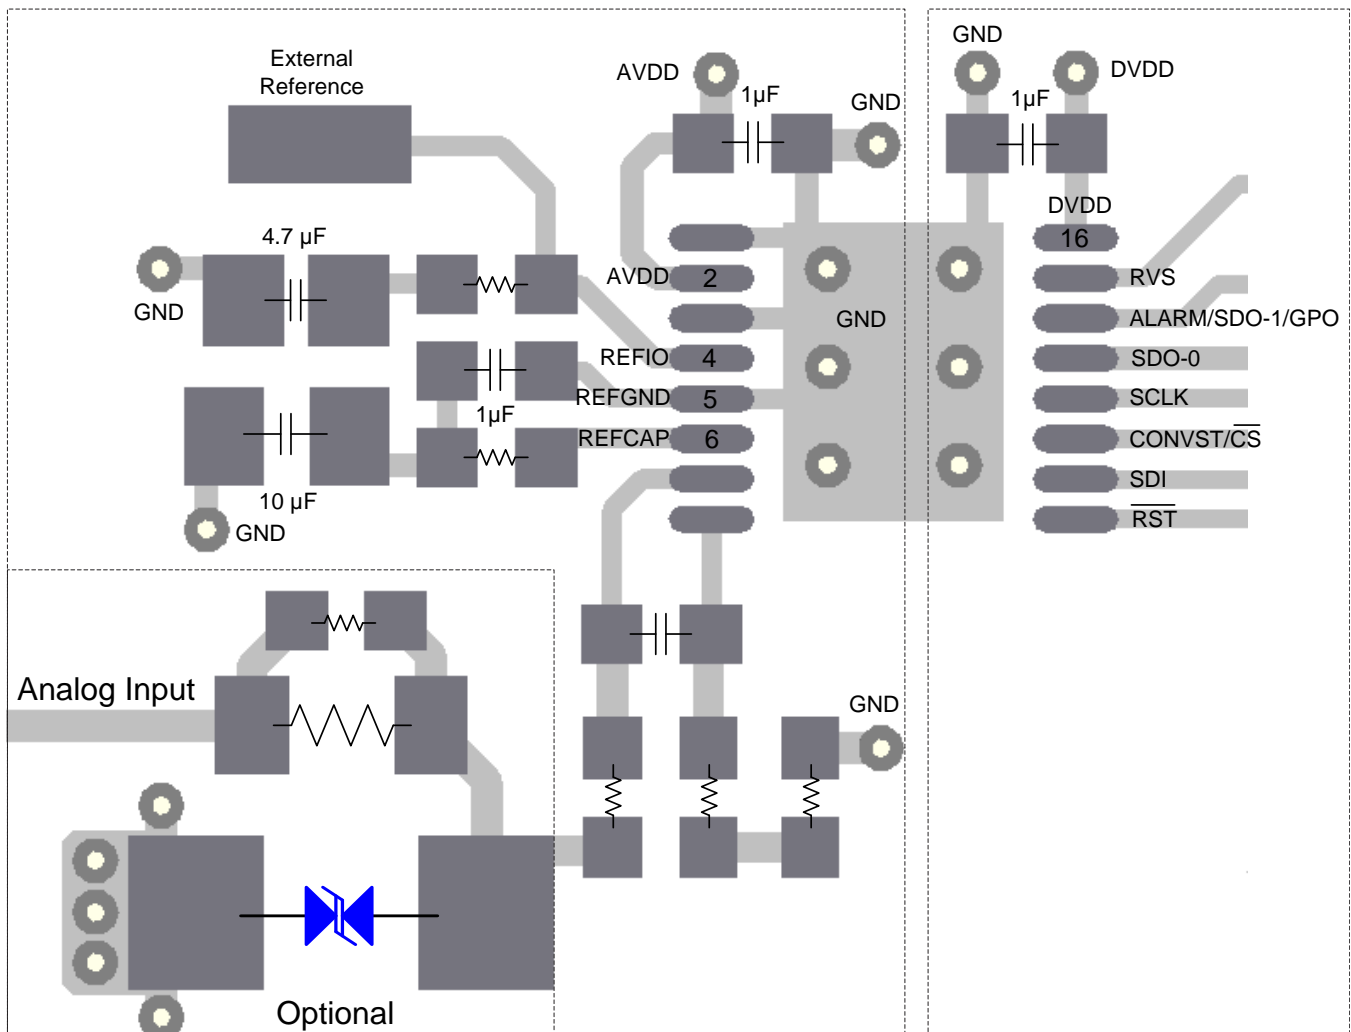 External
Reference
AVDD
1µF
GND
GND
1µF
DVDD
4.7 µF
GND
DVDD
16
AVDD
2
RVS
GND
ALARM/SDO-1/GPO
REFIO
4
SDO-0
REFGND
5
SCLK
1µF
REFCAP
6
CONVST/C̅S̅
SDI
10 µF
GND
R̅S̅T̅
Analog Input
GND
Optional